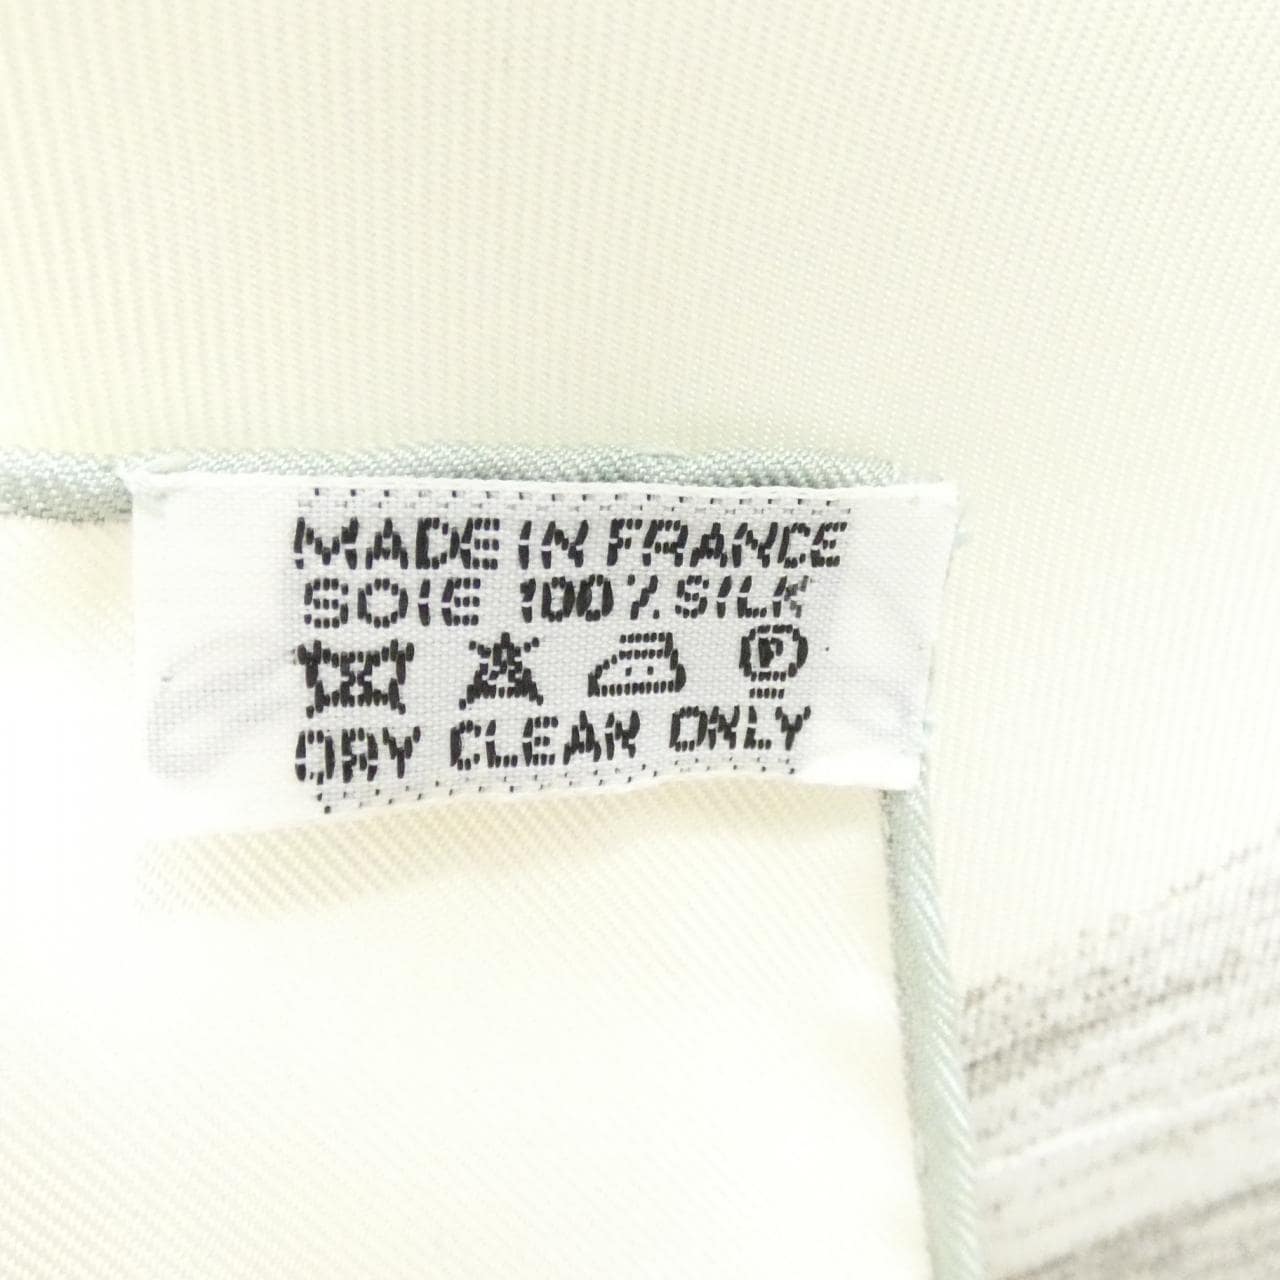 MADE IN FRANCE
SOIE 100% SILK
P
DRY CLEAN ONLY